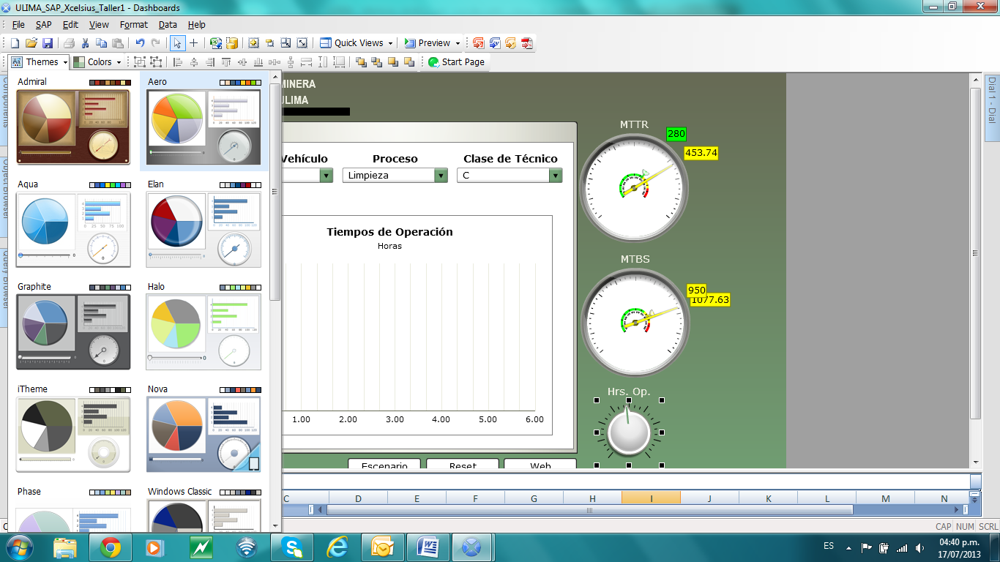 ULIMA_SAP_Xcelsius_Taller1 - Dashboards
File SAP Edit View Format Data Help
Quick Views Preview
Themes Colors Start Page
Components
Object Browser
Query Browser
Admiral Aero
Aqua Elan
Graphite Halo
iTheme Nova
Phase Windows Classic
MINERA
ULIMA
Vehículo Proceso Clase de Técnico
Limpieza C
Tiempos de Operación
Horas
1.00 2.00 3.00 4.00 5.00 6.00
Escenario Reset Web
MTTR
280
453.74
MTBS
950
1077.63
Hrs. Op.
Dial 1 - Dial
C D E F G H I J K L M N
CAP NUM SCRL
ES
04:40 p.m.
17/07/2013